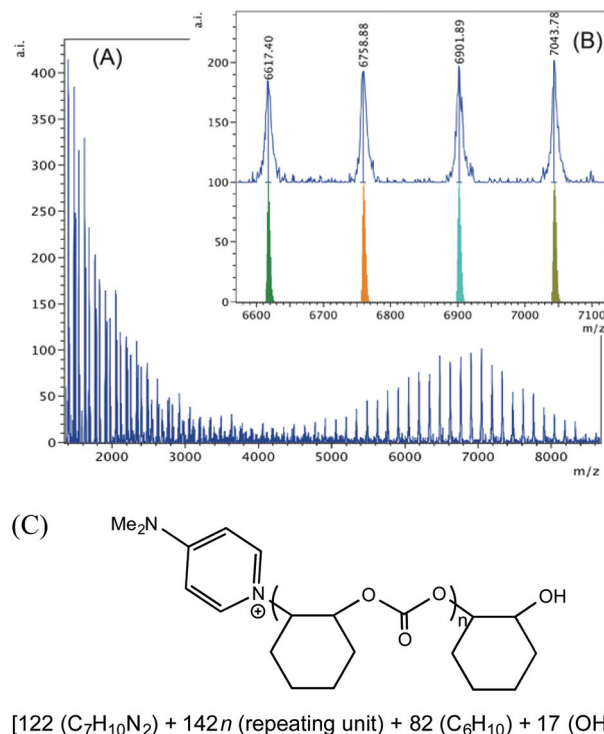 (A)
a.i.
400
350
300
250
200
150
100
50
0
2000
3000
4000
5000
6000
7000
8000
m/z
(B)
a.i.
6617.40
6758.88
6901.89
7043.78
200
150
100
50
0
6600
6700
6800
6900
7000
7100
m/z
(C)
Me₂N
N
⊕
O
O
O
n
OH
[122 (C₇H₁₀N₂) + 142n (repeating unit) + 82 (C₆H₁₀) + 17 (OH